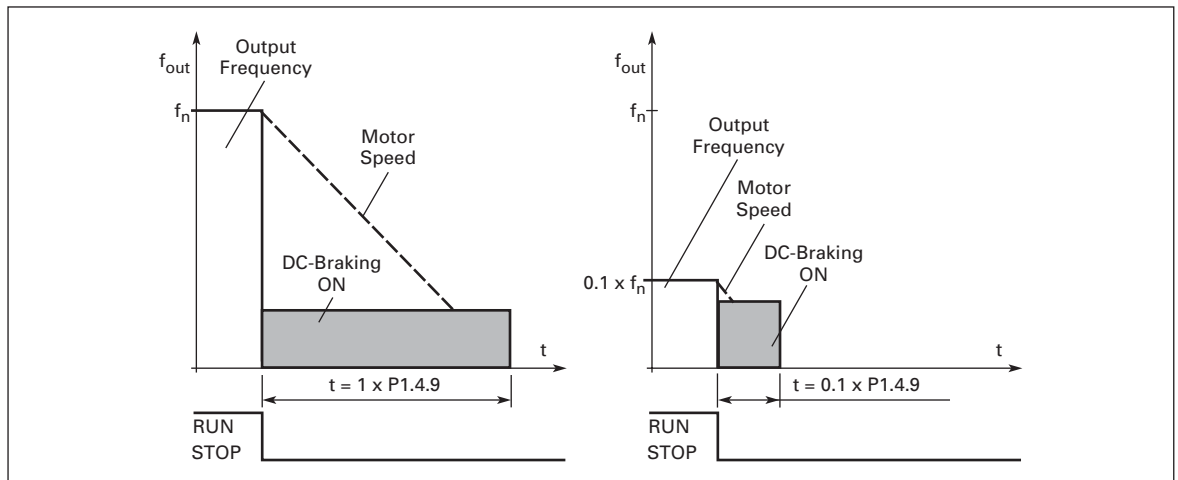 Output
Frequency
f_out
f_n
Motor
Speed
DC-Braking
ON
t
t = 1 x P1.4.9
RUN
STOP
f_out
f_n
Output
Frequency
Motor
Speed
DC-Braking
ON
0.1 x f_n
t
t = 0.1 x P1.4.9
RUN
STOP